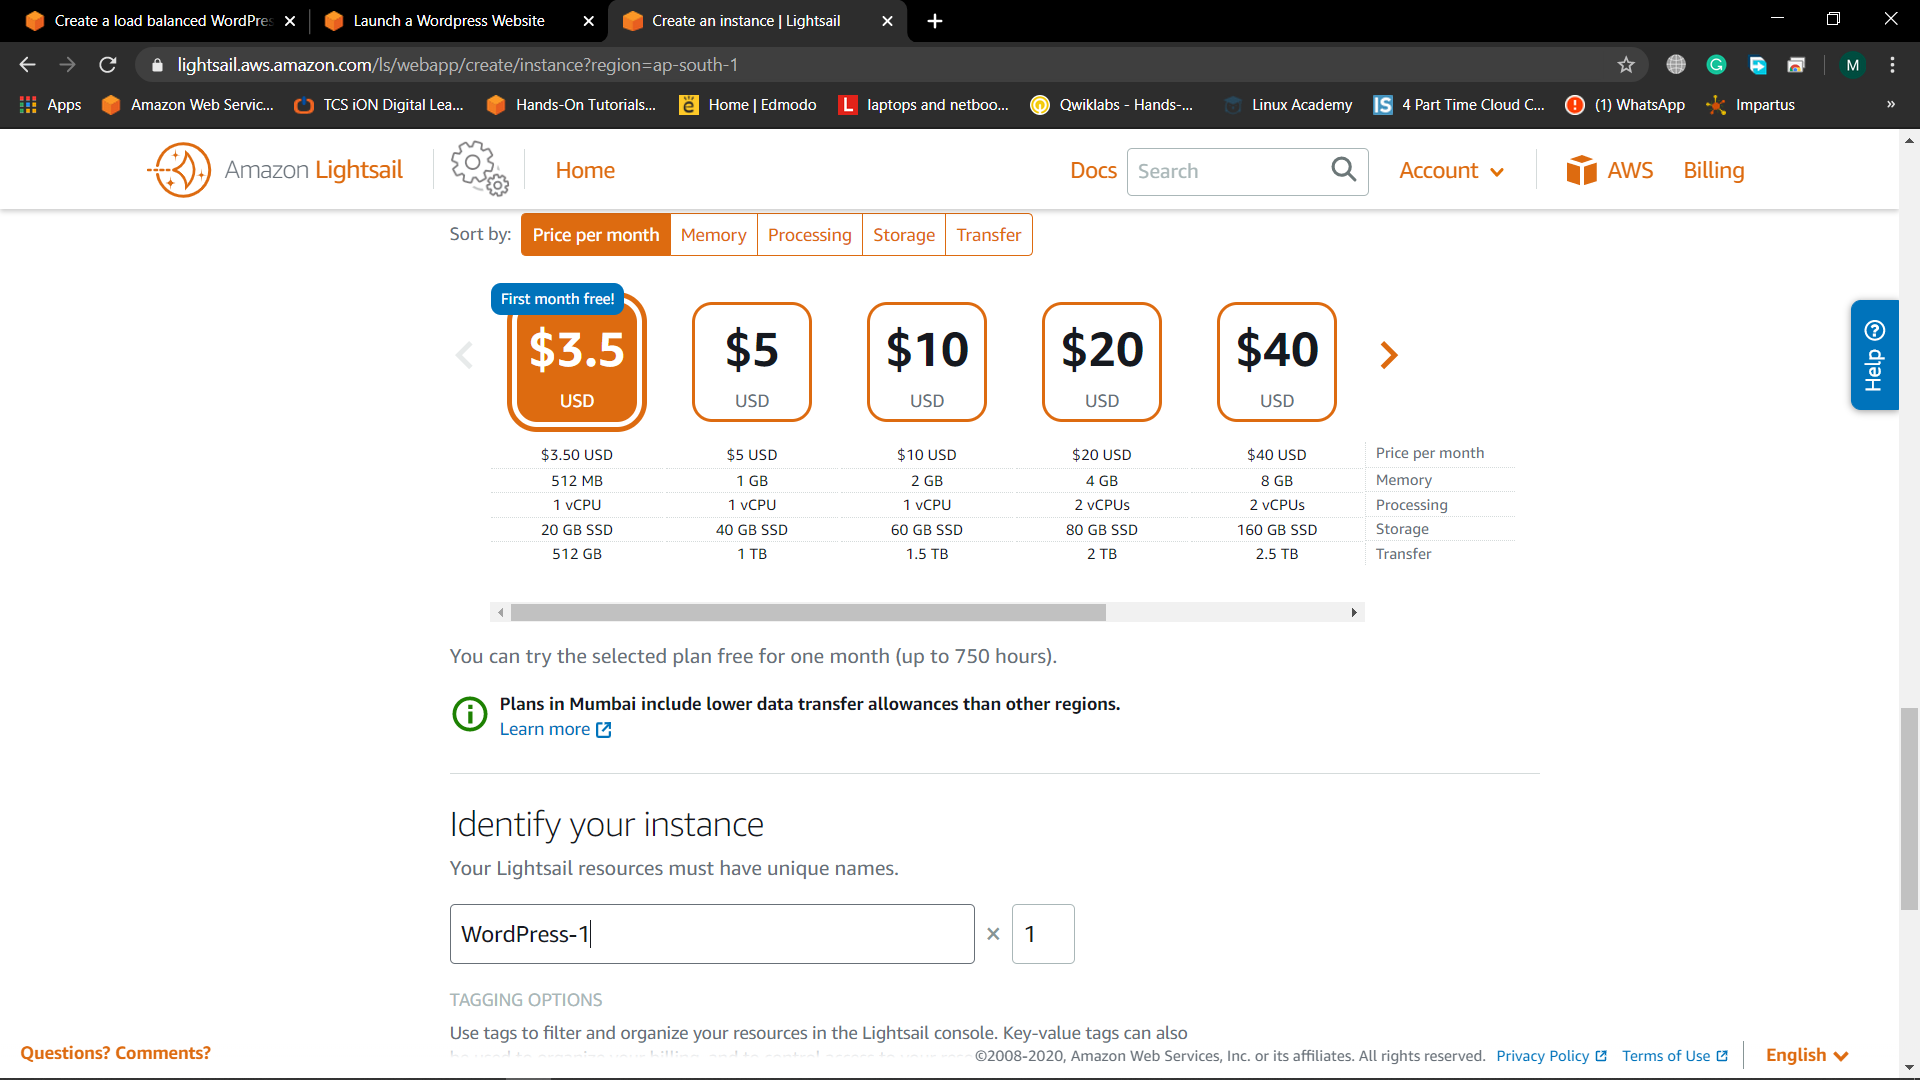 Create a load balanced WordPres
Launch a Wordpress Website
Create an instance | Lightsail
lightsail.aws.amazon.com/ls/webapp/create/instance?region=ap-south-1
M
Apps
Amazon Web Servic...
TCS iON Digital Lea...
Hands-On Tutorials...
Home | Edmodo
laptops and netboo...
Qwiklabs - Hands-...
Linux Academy
4 Part Time Cloud C...
(1) WhatsApp
Impartus
»
Amazon Lightsail
Home
Docs
Search
Account
AWS
Billing
Sort by:
Price per month
Memory
Processing
Storage
Transfer
First month free!
$3.5 USD
$5 USD
$10 USD
$20 USD
$40 USD
$3.50 USD $5 USD $10 USD $20 USD $40 USD Price per month
512 MB 1 GB 2 GB 4 GB 8 GB Memory
1 vCPU 1 vCPU 1 vCPU 2 vCPUs 2 vCPUs Processing
20 GB SSD 40 GB SSD 60 GB SSD 80 GB SSD 160 GB SSD Storage
512 GB 1 TB 1.5 TB 2 TB 2.5 TB Transfer
Help
You can try the selected plan free for one month (up to 750 hours).
Plans in Mumbai include lower data transfer allowances than other regions.
Learn more
Identify your instance
Your Lightsail resources must have unique names.
WordPress-1
× 1
TAGGING OPTIONS
Use tags to filter and organize your resources in the Lightsail console. Key-value tags can also
Questions? Comments?
©2008-2020, Amazon Web Services, Inc. or its affiliates. All rights reserved.
Privacy Policy
Terms of Use
English